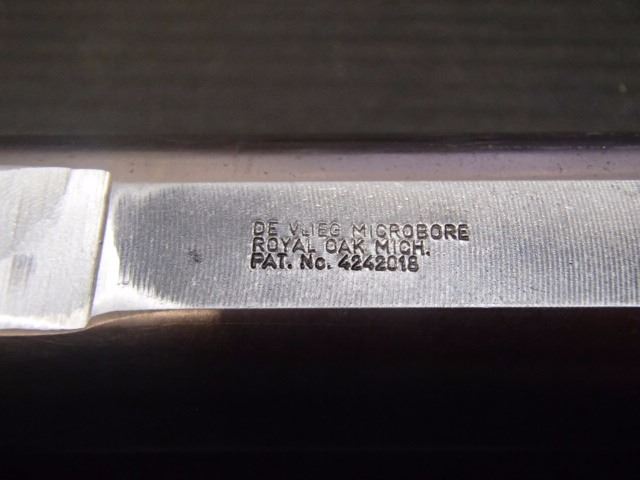 DE VLIEG MICROBORE
ROYAL OAK MICH.
PAT. No. 4242018